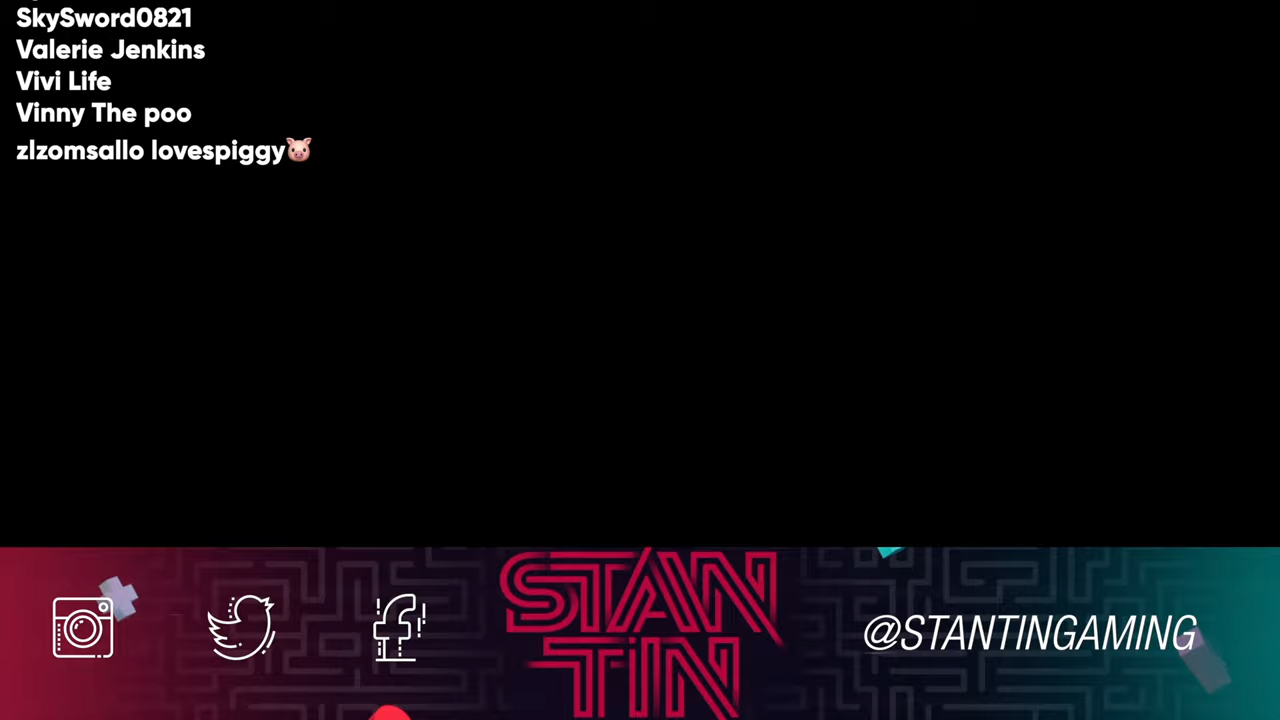 SkySword0821
Valerie Jenkins
Vivi Life
Vinny The poo
zlzomsallo lovespiggy🐷
STAN
TIN
@STANTINGAMING